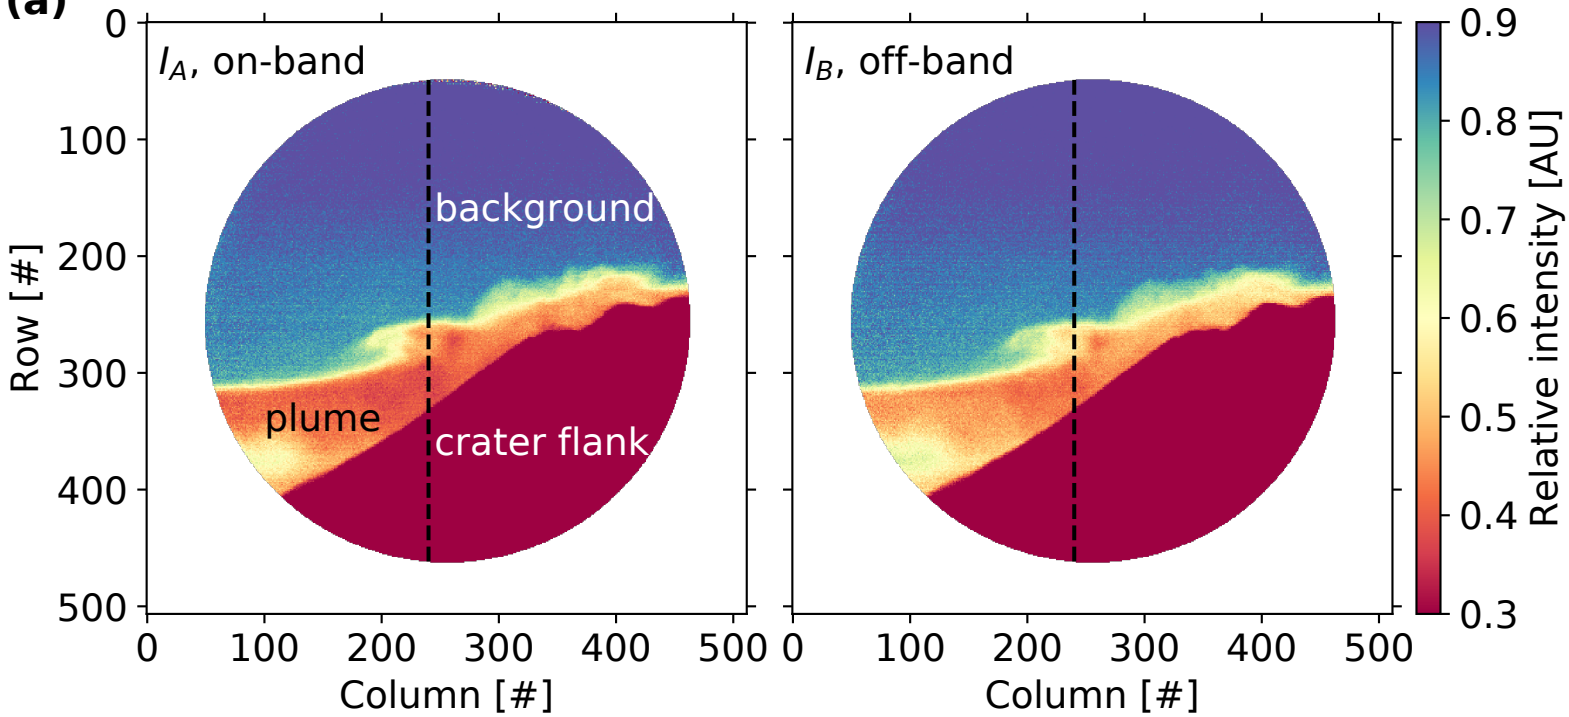 (a)
I_A, on-band
I_B, off-band
background
plume
crater flank
Row [#]
0
100
200
300
400
500
0 100 200 300 400 500
Column [#]
0 100 200 300 400 500
Column [#]
0.9
0.8
0.7
0.6
0.5
0.4
0.3
Relative intensity [AU]